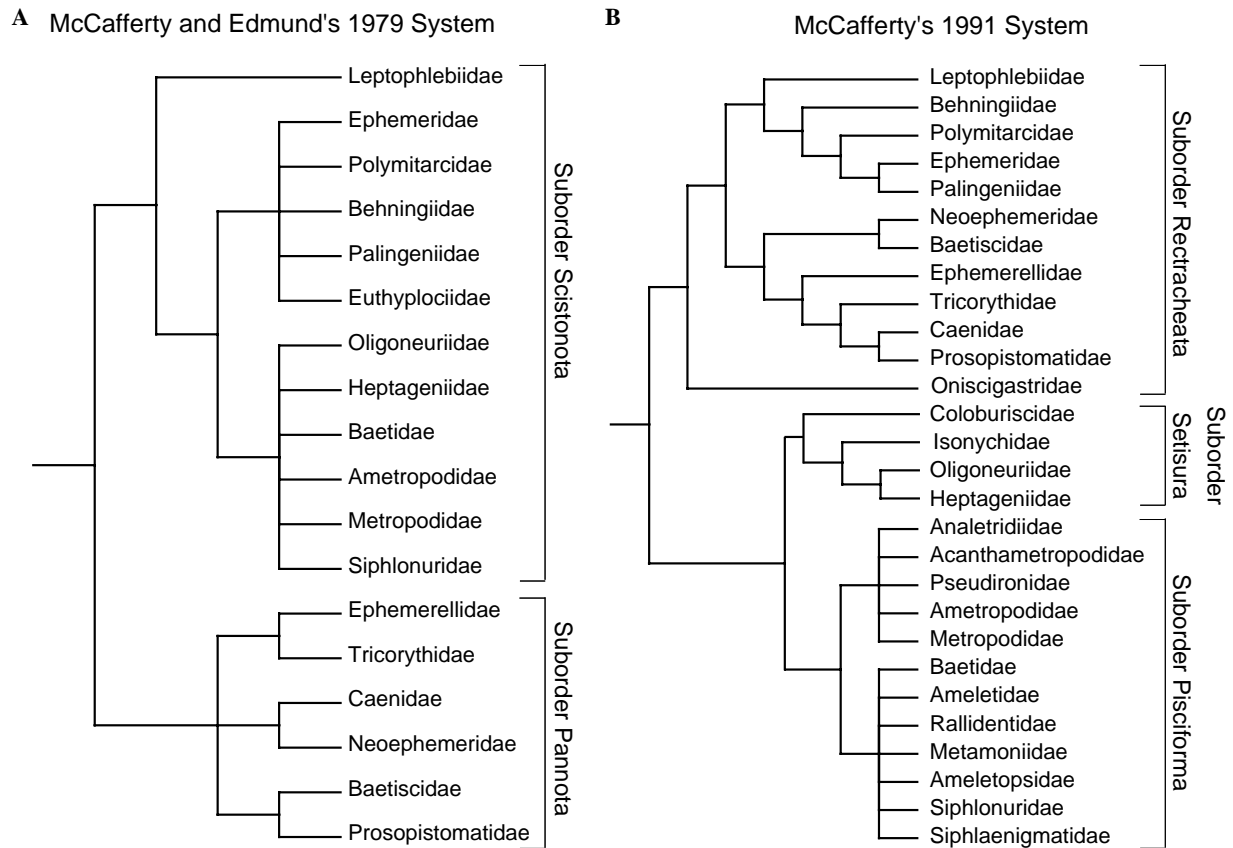 A McCafferty and Edmund's 1979 System
Leptophlebiidae
Ephemeridae
Polymitarcidae
Behningiidae
Palingeniidae
Euthyplociidae
Oligoneuriidae
Heptageniidae
Baetidae
Ametropodidae
Metropodidae
Siphlonuridae
Suborder Scistonota
Ephemerellidae
Tricorythidae
Caenidae
Neoephemeridae
Baetiscidae
Prosopistomatidae
Suborder Pannota
B McCafferty's 1991 System
Leptophlebiidae
Behningiidae
Polymitarcidae
Ephemeridae
Palingeniidae
Neoephemeridae
Baetiscidae
Ephemerellidae
Tricorythidae
Caenidae
Prosopistomatidae
Oniscigastridae
Suborder Rectracheata
Coloburiscidae
Isonychidae
Oligoneuriidae
Heptageniidae
Suborder
Setisura
Analetridiidae
Acanthametropodidae
Pseudironidae
Ametropodidae
Metropodidae
Baetidae
Ameletidae
Rallidentidae
Metamoniidae
Ameletopsidae
Siphlonuridae
Siphlaenigmatidae
Suborder Pisciforma